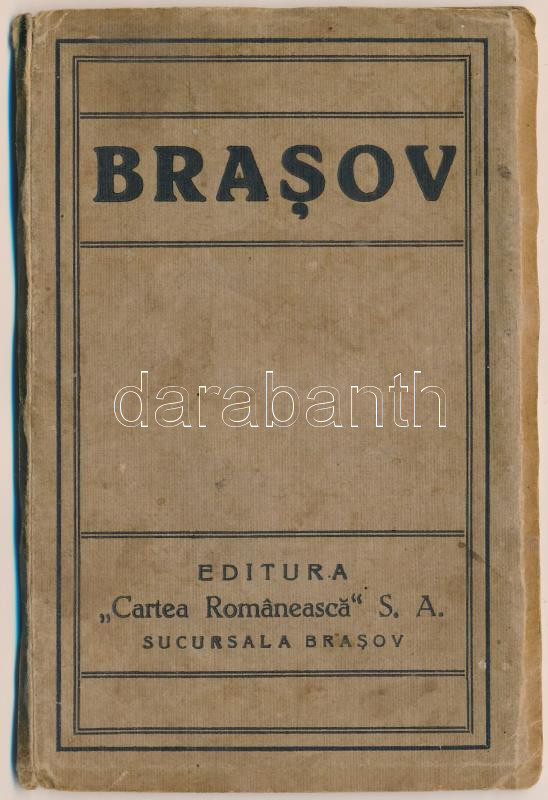 BRAȘOV
darabanth
EDITURA
„Cartea Românească“ S. A.
SUCURSALA BRAȘOV